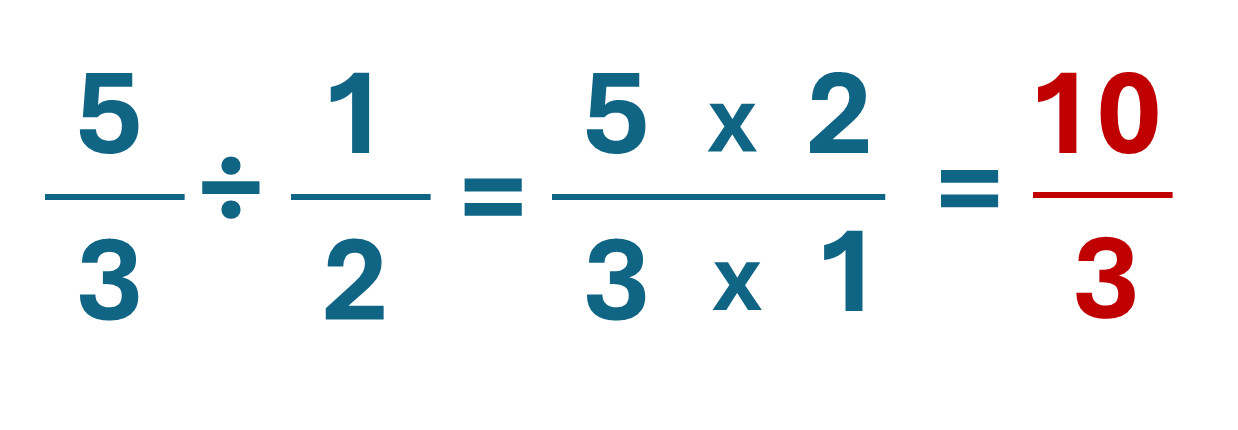 5/3 ÷ 1/2 = (5 x 2)/(3 x 1) = 10/3